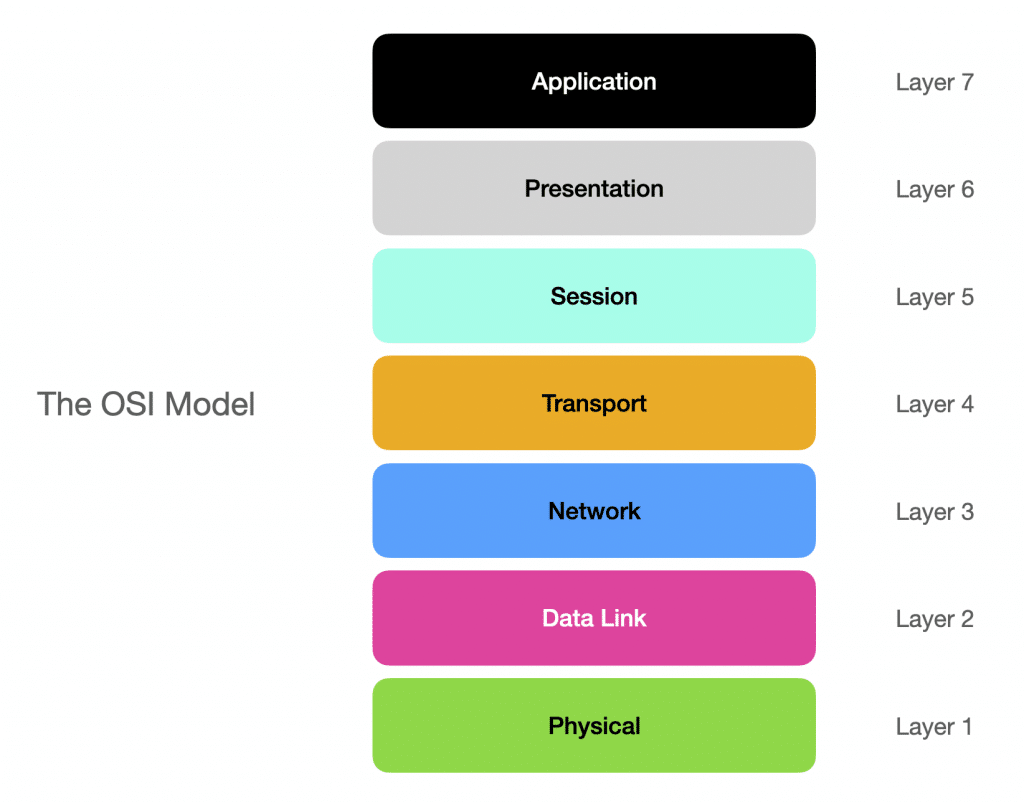 Application
Layer 7
Presentation
Layer 6
Session
Layer 5
The OSI Model
Transport
Layer 4
Network
Layer 3
Data Link
Layer 2
Physical
Layer 1